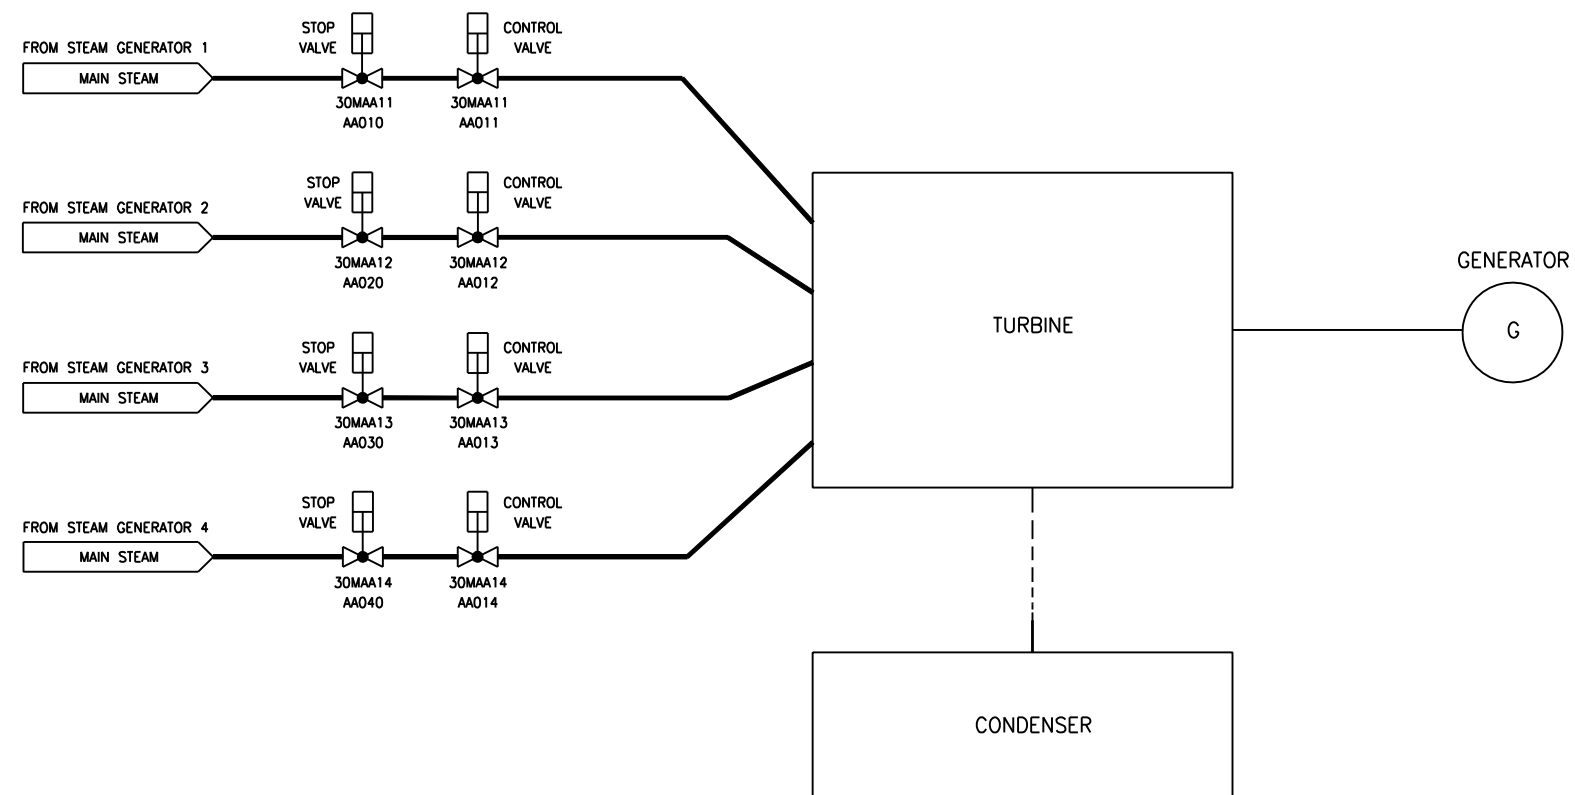 STOP
VALVE
CONTROL
VALVE
FROM STEAM GENERATOR 1
MAIN STEAM
30MAA11
AA010
30MAA11
AA011
STOP
VALVE
CONTROL
VALVE
FROM STEAM GENERATOR 2
MAIN STEAM
30MAA12
AA020
30MAA12
AA012
STOP
VALVE
CONTROL
VALVE
FROM STEAM GENERATOR 3
MAIN STEAM
30MAA13
AA030
30MAA13
AA013
STOP
VALVE
CONTROL
VALVE
FROM STEAM GENERATOR 4
MAIN STEAM
30MAA14
AA040
30MAA14
AA014
TURBINE
GENERATOR
G
CONDENSER